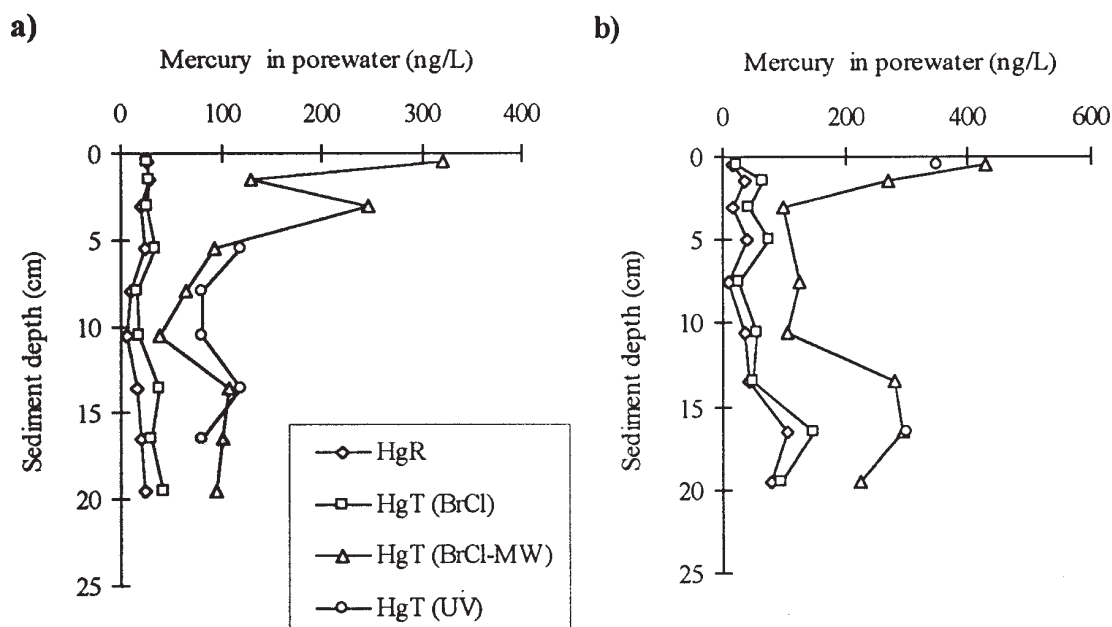 a)
Mercury in porewater (ng/L)
0 100 200 300 400
0
5
10
15
20
25
Sediment depth (cm)
HgR
HgT (BrCl)
HgT (BrCl-MW)
HgT (UV)
b)
Mercury in porewater (ng/L)
0 200 400 600
0
5
10
15
20
25
Sediment depth (cm)